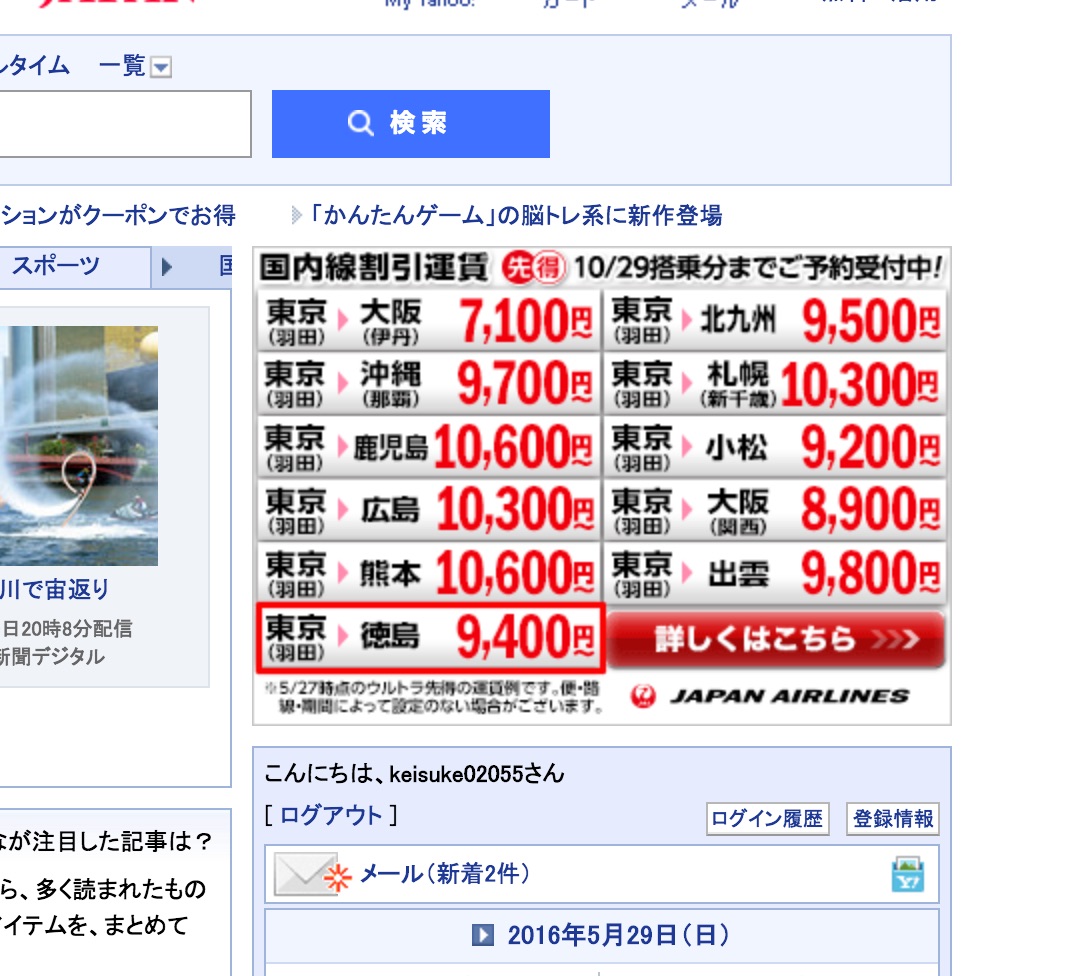 My Yahoo!
カード
メール
ルタイム 一覧
検索
ションがクーポンでお得
「かんたんゲーム」の脳トレ系に新作登場
スポーツ
国内線割引運賃 先得 10/29搭乗分までご予約受付中!
東京(羽田) 大阪(伊丹) 7,100円~
東京(羽田) 北九州 9,500円~
東京(羽田) 沖縄(那覇) 9,700円~
東京(羽田) 札幌(新千歳) 10,300円~
東京(羽田) 鹿児島 10,600円~
東京(羽田) 小松 9,200円~
東京(羽田) 広島 10,300円~
東京(羽田) 大阪(関西) 8,900円~
東京(羽田) 熊本 10,600円~
東京(羽田) 出雲 9,800円~
東京(羽田) 徳島 9,400円~
詳しくはこちら
※5/27時点のウルトラ先得の運賃例です。便・路
線・期間によって設定のない場合がございます。
JAPAN AIRLINES
川で宙返り
日20時8分配信
新聞デジタル
こんにちは、keisuke02055さん
[ ログアウト ]
ログイン履歴
登録情報
メール(新着2件)
Y!
2016年5月29日(日)
が注目した記事は?
ら、多く読まれたもの
イテムを、まとめて